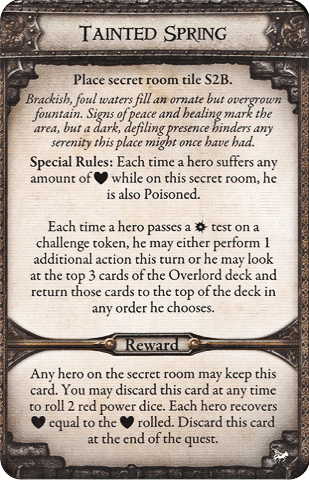 Tainted Spring
Place secret room tile S2B.
Brackish, foul waters fill an ornate but overgrown
fountain. Signs of peace and healing mark the
area, but a dark, defiling presence hinders any
serenity this place might once have had.
Special Rules: Each time a hero suffers any
amount of ♥ while on this secret room, he
is also Poisoned.
Each time a hero passes a test on a
challenge token, he may either perform 1
additional action this turn or he may look
at the top 3 cards of the Overlord deck and
return those cards to the top of the deck in
any order he chooses.
Reward
Any hero on the secret room may keep this
card. You may discard this card at any time
to roll 2 red power dice. Each hero recovers
♥ equal to the ♥ rolled. Discard this card
at the end of the quest.